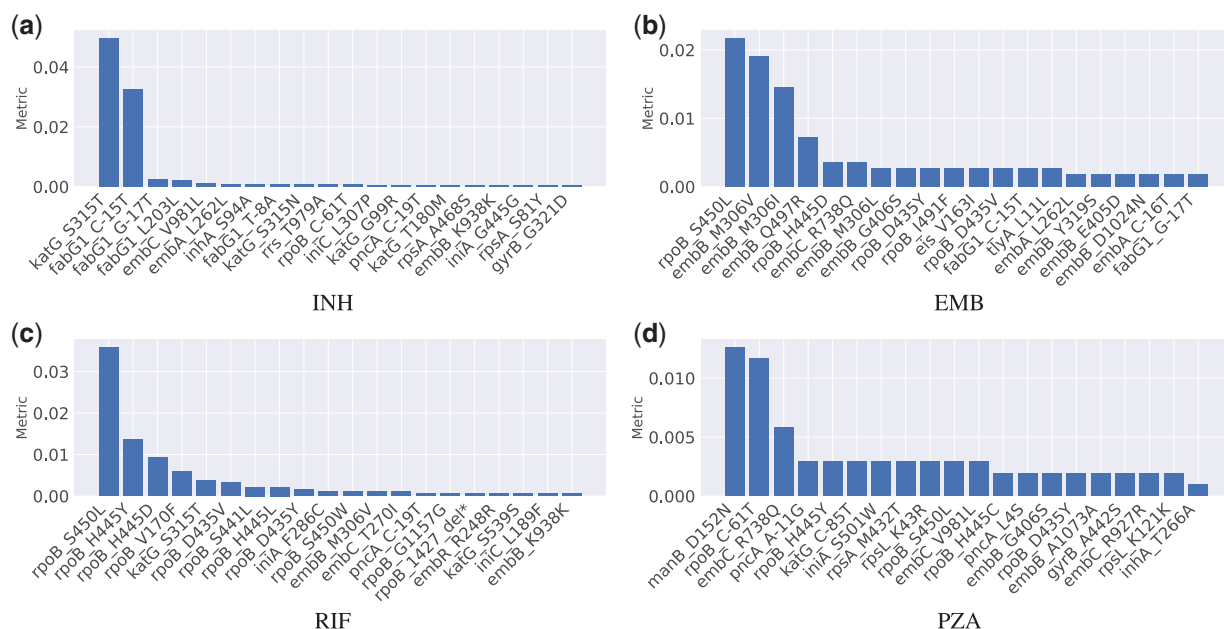 (a)
Metric
0.04
0.02
0.00
katG_S315T
fabG1_C-15T
fabG1_G-17T
fabG1_L203L
embC_V981L
embA_L262L
inhA_S94A
fabG1_T-8A
katG_S315N
rrs_T979A
rpoB_C-61T
iniC_L307P
katG_G99R
pncA_C-19T
katG_T180M
rpsA_A468S
embB_K938K
iniA_G445G
rpsA_S81Y
gyrB_G321D
INH
(b)
Metric
0.02
0.01
0.00
rpoB_S450L
embB_M306V
embB_M306I
embB_Q497R
rpoB_H445D
embC_R738Q
embB_M306L
embB_G406S
rpoB_D435Y
rpoB_I491F
eis_V163I
rpoB_D435V
fabG1_C-15T
tlyA_L11L
embA_L262L
embB_Y319S
embB_E405D
embB_D1024N
embA_C-16T
fabG1_G-17T
EMB
(c)
Metric
0.03
0.02
0.01
0.00
rpoB_S450L
rpoB_H445Y
rpoB_H445D
rpoB_V170F
katG_S315T
rpoB_D435V
rpoB_S441L
rpoB_H445L
rpoB_D435Y
iniA_F286C
rpoB_S450W
embB_M306V
embC_T270I
pncA_C-19T
rpoB_G1157G
rpoB_1427_del*
embR_R248R
katG_S539S
iniC_L189F
embB_K938K
RIF
(d)
Metric
0.010
0.005
0.000
manB_D152N
rpoB_C-61T
embC_R738Q
pncA_A-11G
rpoB_H445Y
katG_C-85T
iniA_S501W
rpsA_M432T
rpsL_K43R
rpoB_S450L
embC_V981L
rpoB_H445C
pncA_L4S
embB_G406S
rpoB_D435Y
embB_A1073A
gyrB_A442S
embC_R927R
rpsL_K121K
inhA_T266A
PZA